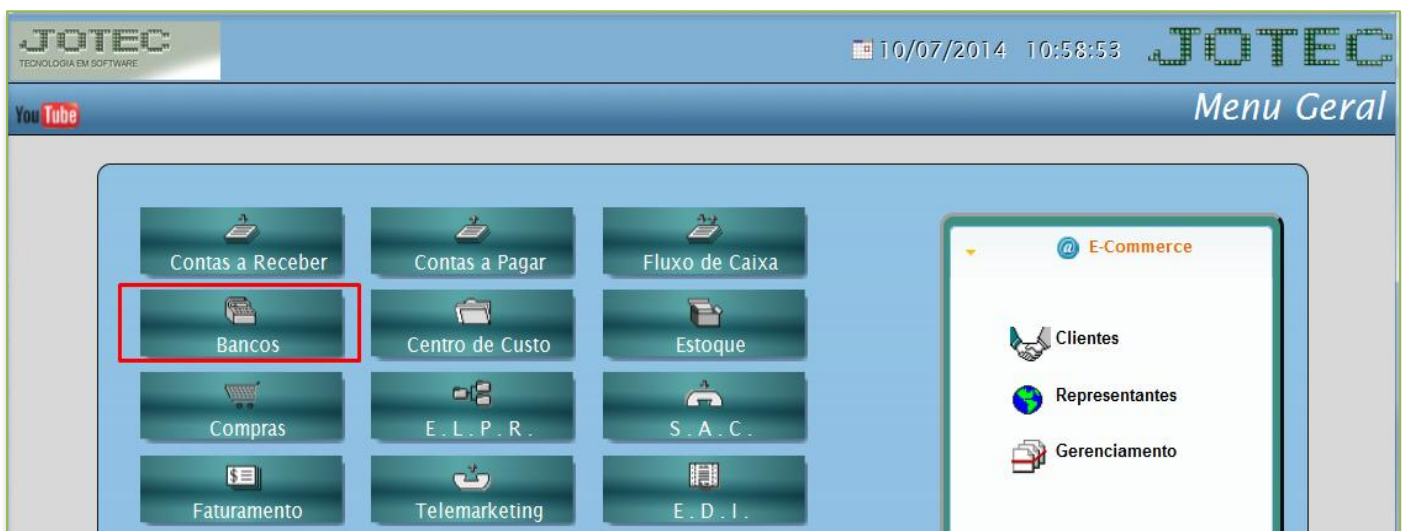 JOTEC
TECNOLOGIA EM SOFTWARE
10/07/2014 10:58:53
JOTEC
You Tube
Menu Geral
Contas a Receber
Contas a Pagar
Fluxo de Caixa
@ E-Commerce
Bancos
Centro de Custo
Estoque
Clientes
Compras
E.L.P.R.
S.A.C.
Representantes
Gerenciamento
Faturamento
Telemarketing
E.D.I.